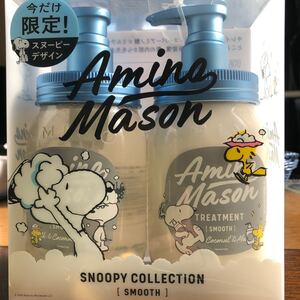 今だけ
限定!
スヌーピー
デザイン
Amino
Mason
Amino
Mason
TREATMENT
[SMOOTH]
Coconut &
SNOOPY COLLECTION
[ SMOOTH ]